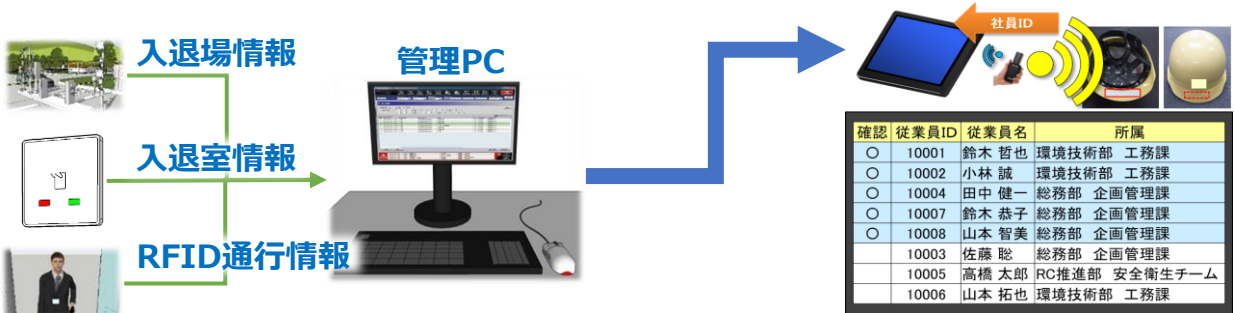 入退場情報
入退室情報
RFID通行情報
管理PC
社員ID
確認 従業員ID 従業員名 所属
○ 10001 鈴木 哲也 環境技術部 工務課
○ 10002 小林 誠 環境技術部 工務課
○ 10004 田中 健一 総務部 企画管理課
○ 10007 鈴木 恭子 総務部 企画管理課
○ 10008 山本 智美 総務部 企画管理課
10003 佐藤 聡 総務部 企画管理課
10005 高橋 太郎 RC推進部 安全衛生チーム
10006 山本 拓也 環境技術部 工務課